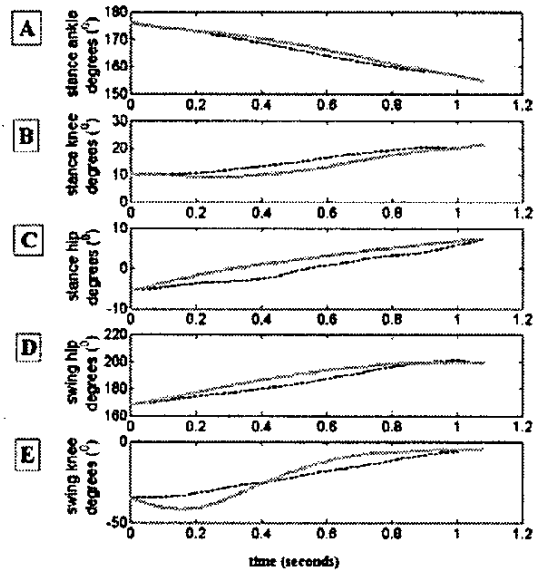 A
stance ankle
degrees (°)
180
170
160
150
0 0.2 0.4 0.6 0.8 1 1.2
B
stance knee
degrees (°)
30
20
10
0
0 0.2 0.4 0.6 0.8 1 1.2
C
stance hip
degrees (°)
10
0
-10
0 0.2 0.4 0.6 0.8 1 1.2
D
swing hip
degrees (°)
220
200
180
160
0 0.2 0.4 0.6 0.8 1 1.2
E
swing knee
degrees (°)
0
-50
0 0.2 0.4 0.6 0.8 1 1.2
time (seconds)